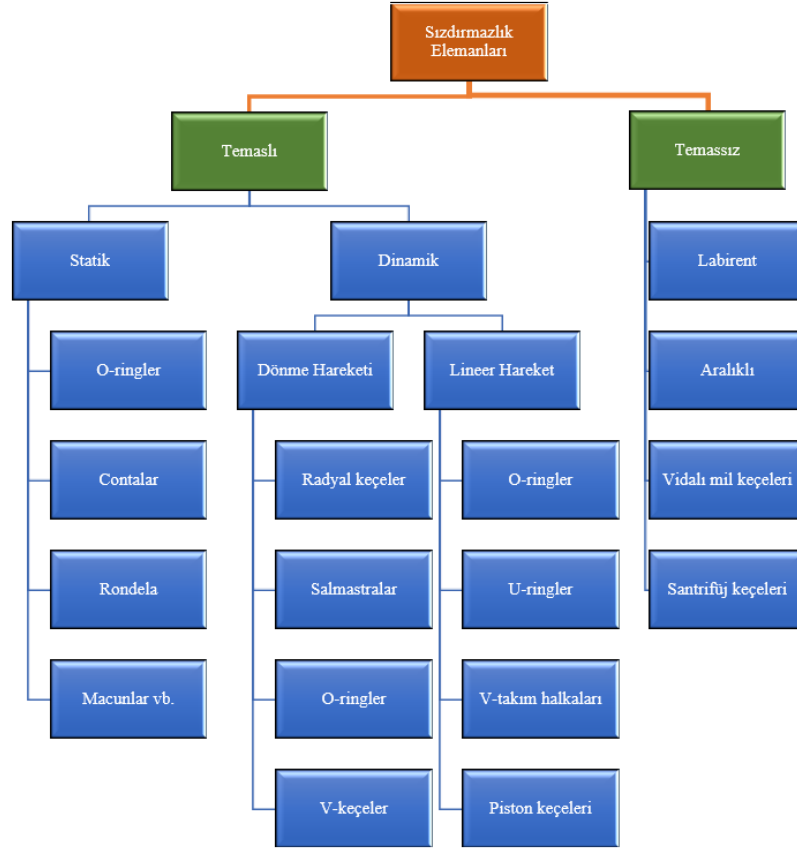 Sızdırmazlık
Elemanları
Temaslı
Temassız
Statik
Dinamik
Labirent
O-ringler
Dönme Hareketi
Lineer Hareket
Aralıklı
Contalar
Radyal keçeler
O-ringler
Vidalı mil keçeleri
Rondela
Salmastralar
U-ringler
Santrifüj keçeleri
Macunlar vb.
O-ringler
V-takım halkaları
V-keçeler
Piston keçeleri